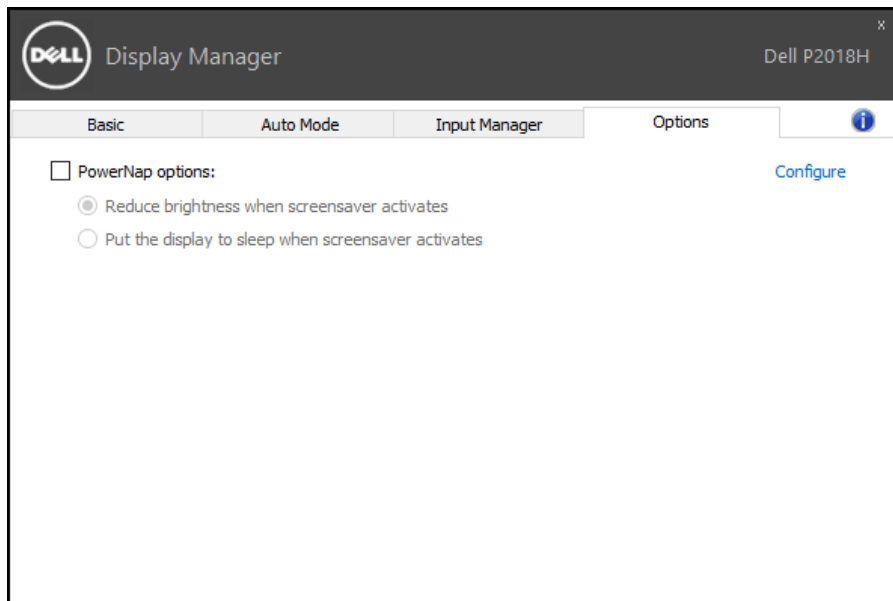 x
DELL Display Manager Dell P2018H
Basic Auto Mode Input Manager Options i
PowerNap options: Configure
Reduce brightness when screensaver activates
Put the display to sleep when screensaver activates